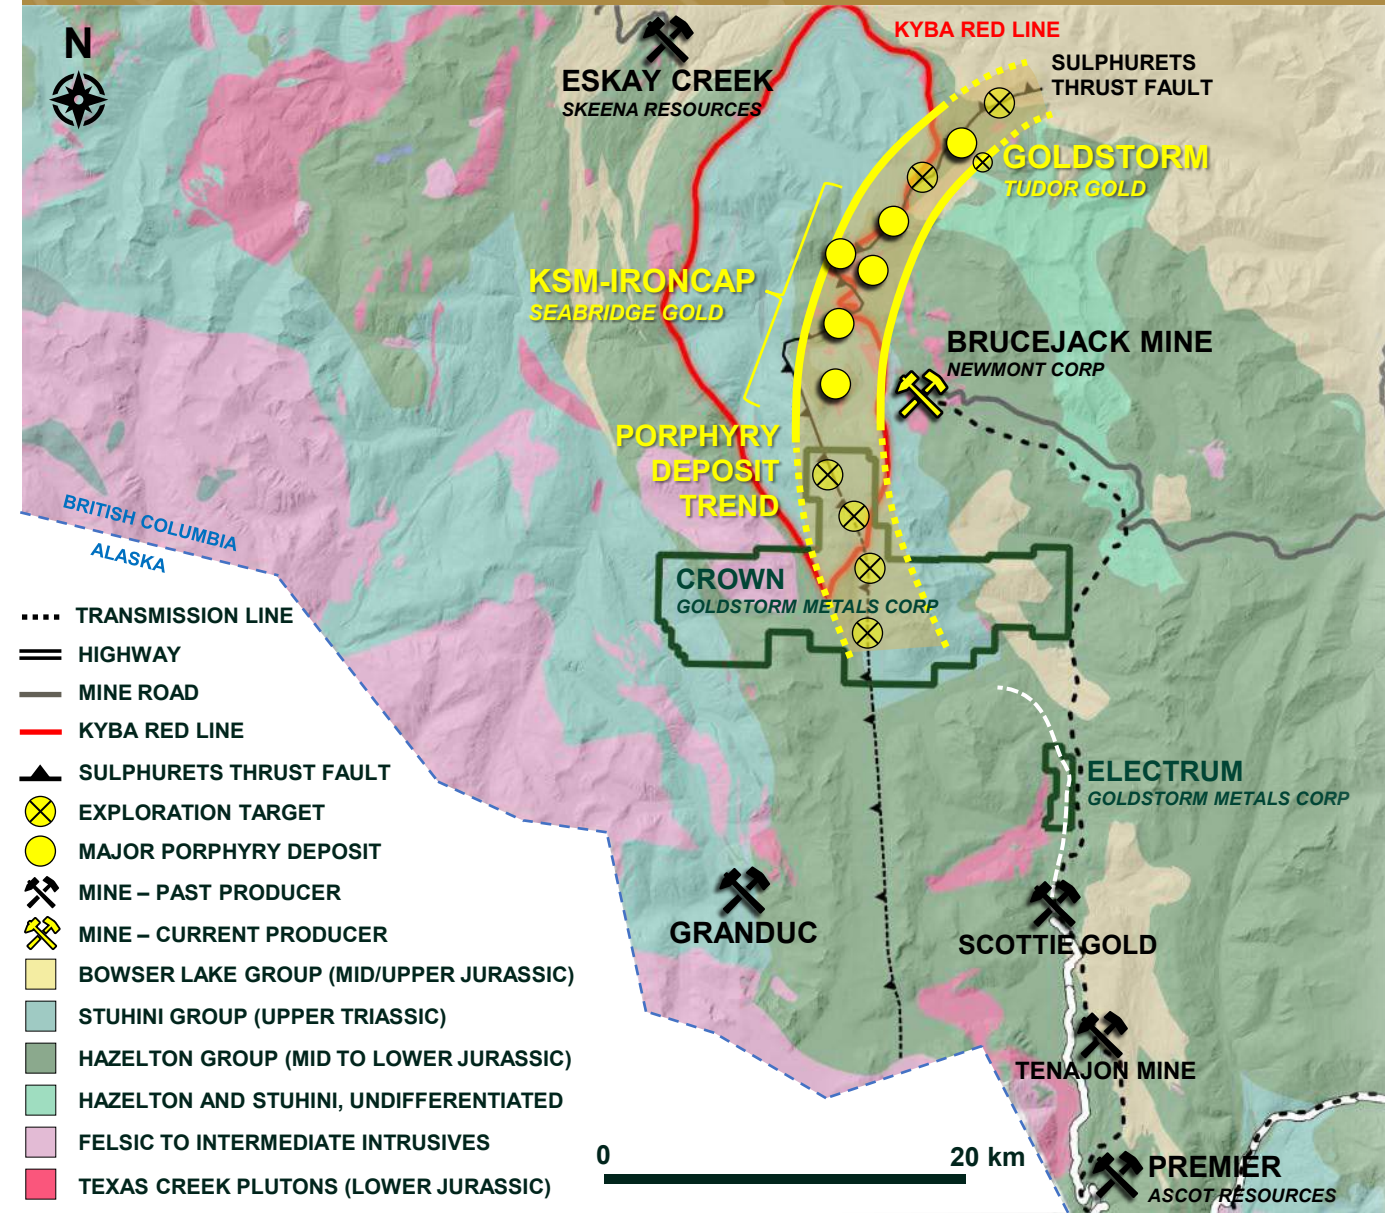 N
KYBA RED LINE
SULPHURETS
THRUST FAULT
ESKAY CREEK
SKEENA RESOURCES
GOLDSTORM
TUDOR GOLD
KSM-IRONCAP
SEABRIDGE GOLD
BRUCEJACK MINE
NEWMONT CORP
PORPHYRY
DEPOSIT
TREND
BRITISH COLUMBIA
ALASKA
CROWN
GOLDSTORM METALS CORP
ELECTRUM
GOLDSTORM METALS CORP
GRANDUC
SCOTTIE GOLD
TENAJON MINE
PREMIER
ASCOT RESOURCES
TRANSMISSION LINE
HIGHWAY
MINE ROAD
KYBA RED LINE
SULPHURETS THRUST FAULT
EXPLORATION TARGET
MAJOR PORPHYRY DEPOSIT
MINE – PAST PRODUCER
MINE – CURRENT PRODUCER
BOWSER LAKE GROUP (MID/UPPER JURASSIC)
STUHINI GROUP (UPPER TRIASSIC)
HAZELTON GROUP (MID TO LOWER JURASSIC)
HAZELTON AND STUHINI, UNDIFFERENTIATED
FELSIC TO INTERMEDIATE INTRUSIVES
TEXAS CREEK PLUTONS (LOWER JURASSIC)
0 20 km